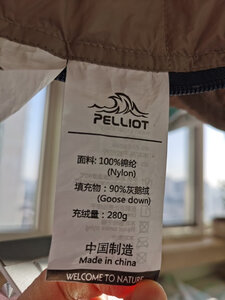 PELLIOT
面料: 100%锦纶
(Nylon)
填充物: 90%灰鹅绒
(Goose down)
充绒量: 280g
中国制造
Made in china
WELCOME TO NATURE